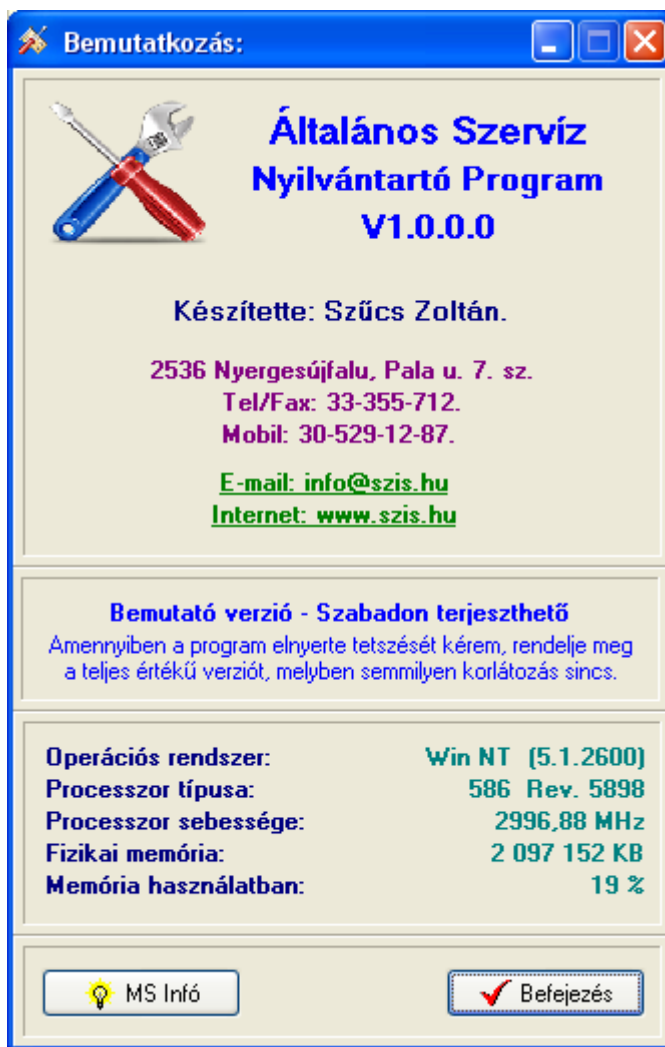 Bemutatkozás:
Általános Szervíz
Nyilvántartó Program
V1.0.0.0
Készítette: Szűcs Zoltán.
2536 Nyergesújfalu, Pala u. 7. sz.
Tel/Fax: 33-355-712.
Mobil: 30-529-12-87.
E-mail: info@szis.hu
Internet: www.szis.hu
Bemutató verzió - Szabadon terjeszthető
Amennyiben a program elnyerte tetszését kérem, rendelje meg
a teljes értékű verziót, melyben semmilyen korlátozás sincs.
Operációs rendszer: Win NT (5.1.2600)
Processzor típusa: 586 Rev. 5898
Processzor sebessége: 2996,88 MHz
Fizikai memória: 2 097 152 KB
Memória használatban: 19 %
MS Infó Befejezés